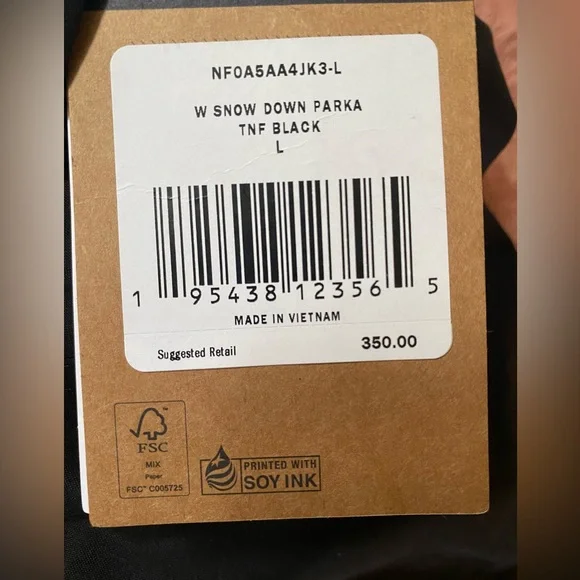 NF0A5AA4JK3-L
W SNOW DOWN PARKA
TNF BLACK
L
1 95438 12356 5
MADE IN VIETNAM
Suggested Retail 350.00
FSC
MIX
Paper
FSC™ C005725
PRINTED WITH
SOY INK